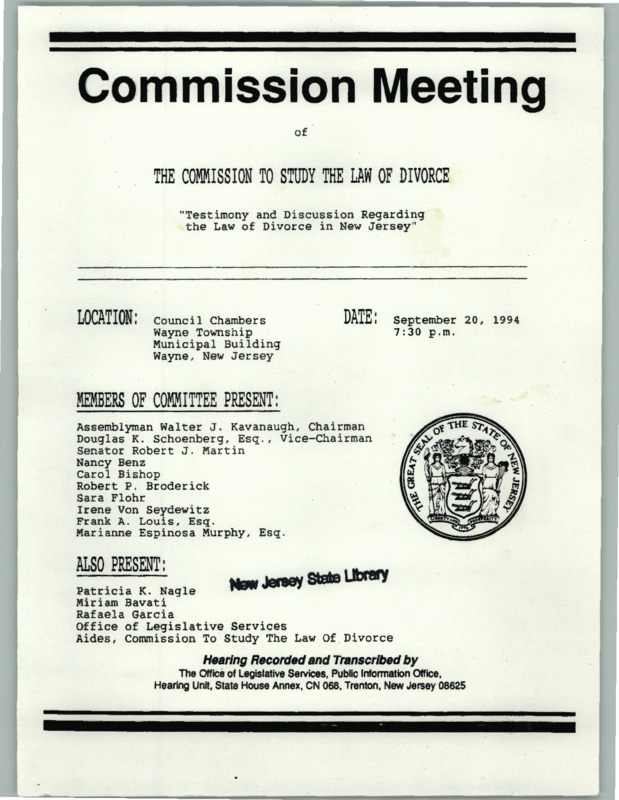 Commission Meeting
of
THE COMMISSION TO STUDY THE LAW OF DIVORCE
"Testimony and Discussion Regarding
the Law of Divorce in New Jersey"
LOCATION: Council Chambers
Wayne Township
Municipal Building
Wayne, New Jersey
DATE: September 20, 1994
7:30 p.m.
MEMBERS OF COMMITTEE PRESENT:
Assemblyman Walter J. Kavanaugh, Chairman
Douglas K. Schoenberg, Esq., Vice-Chairman
Senator Robert J. Martin
Nancy Benz
Carol Bishop
Robert P. Broderick
Sara Flohr
Irene Von Seydewitz
Frank A. Louis, Esq.
Marianne Espinosa Murphy, Esq.
THE GREAT SEAL OF THE STATE OF NEW JERSEY
ALSO PRESENT:
Patricia K. Nagle
Miriam Bavati
Rafaela Garcia
Office of Legislative Services
Aides, Commission To Study The Law Of Divorce
New Jersey State Library
Hearing Recorded and Transcribed by
The Office of Legislative Services, Public Information Office,
Hearing Unit, State House Annex, CN 068, Trenton, New Jersey 08625